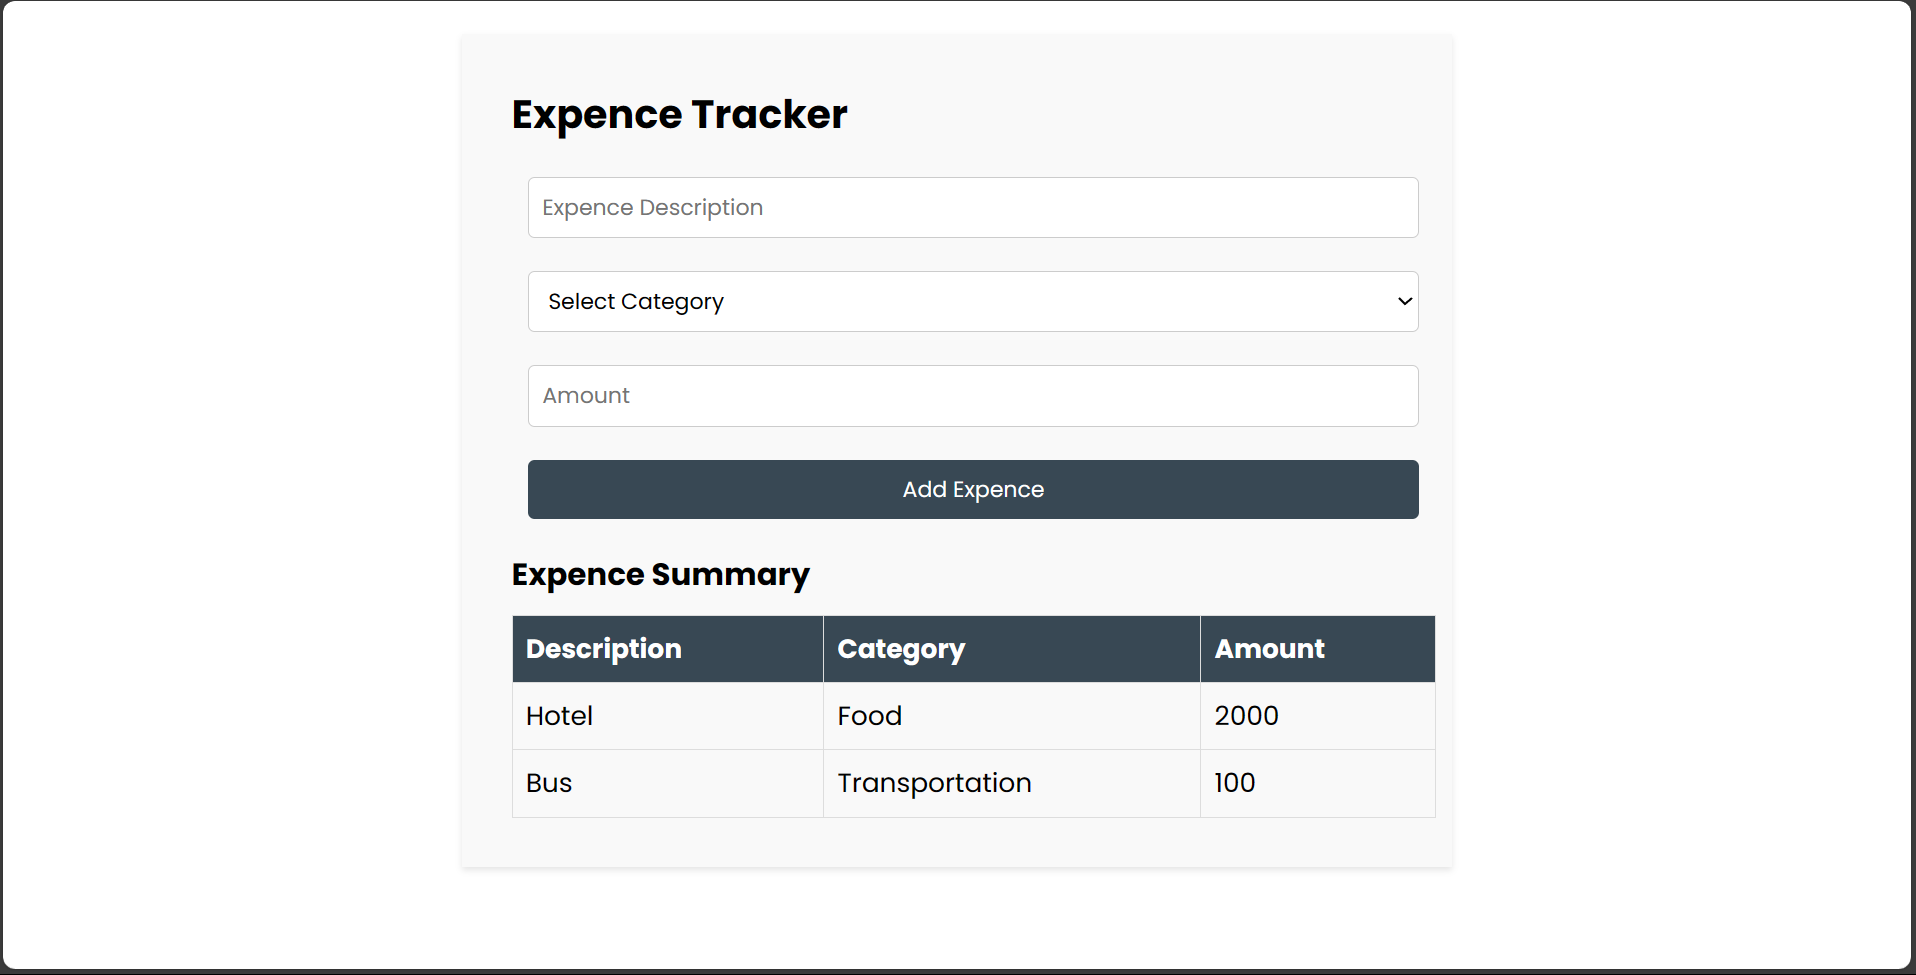 Expence Tracker
Expence Description
Select Category
Amount
Add Expence
Expence Summary
Description Category Amount
Hotel Food 2000
Bus Transportation 100